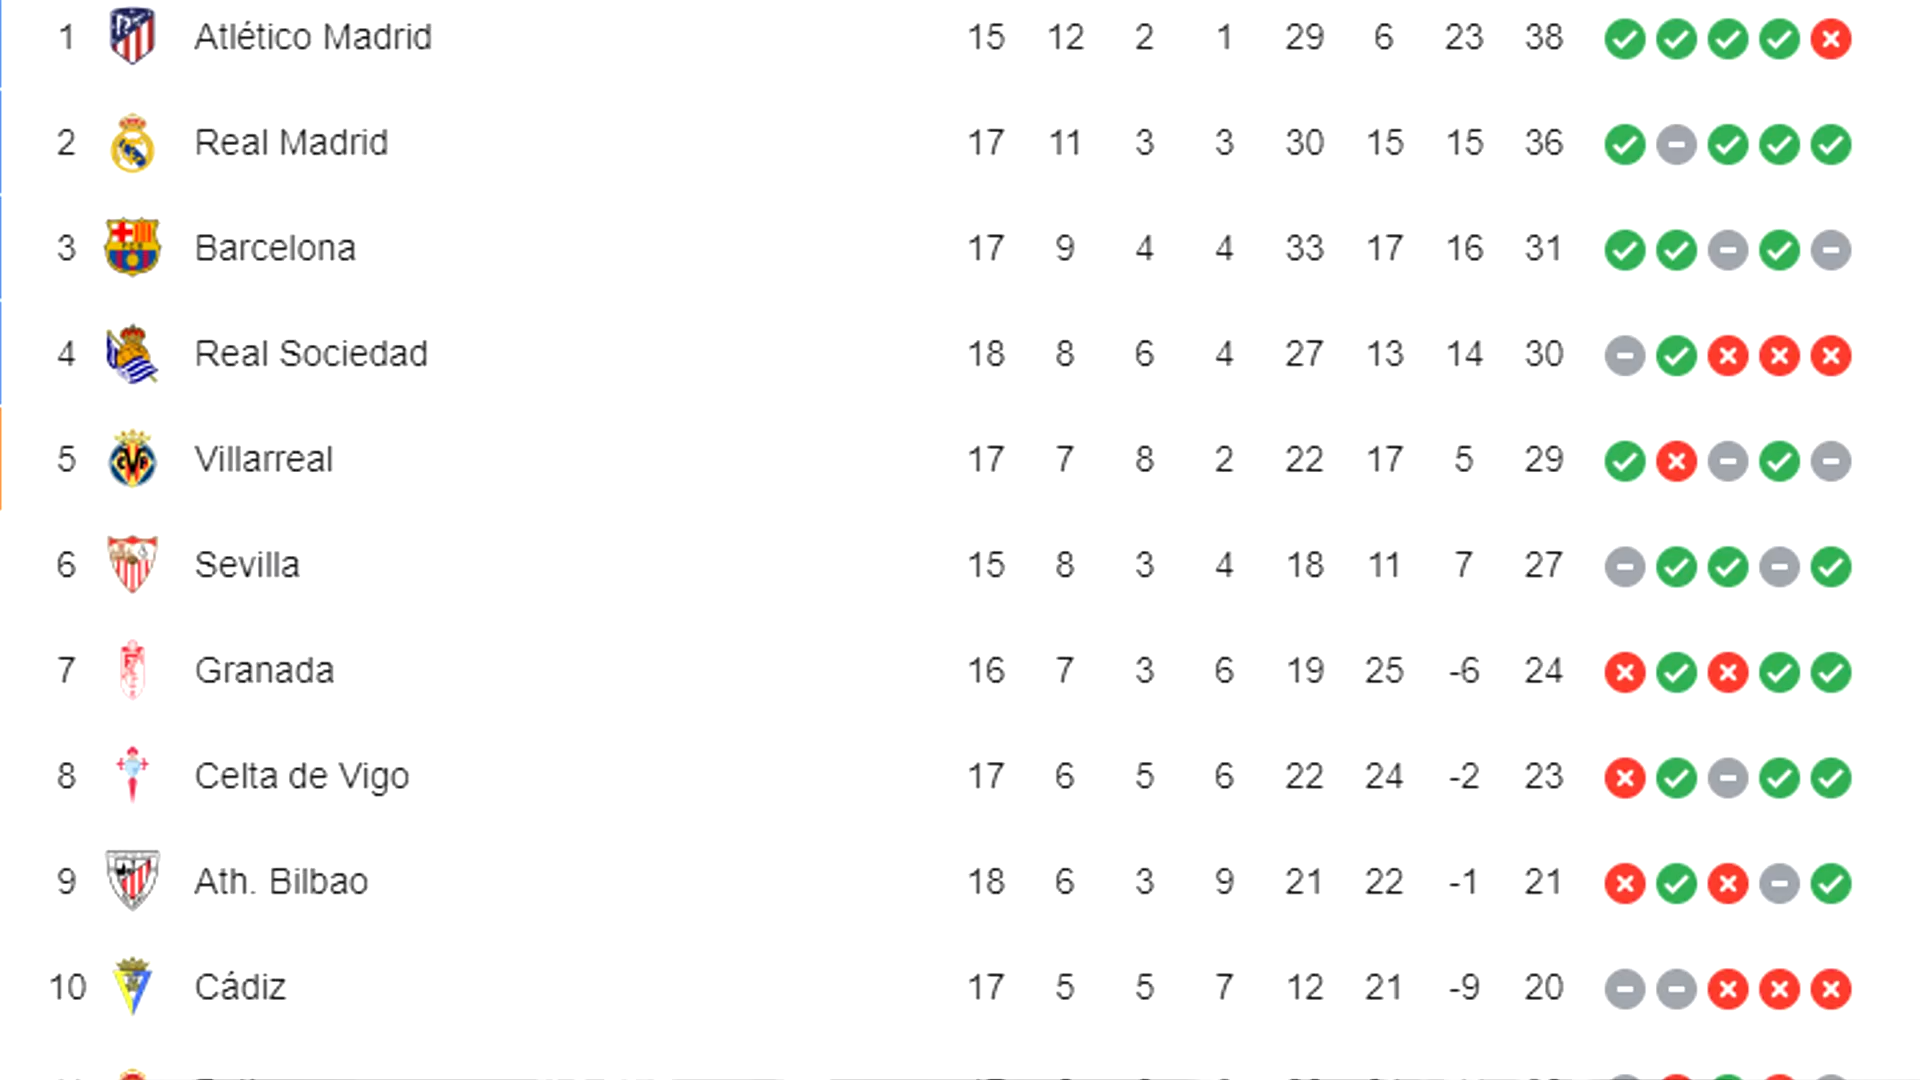 1 Atlético Madrid 15 12 2 1 29 6 23 38
2 Real Madrid 17 11 3 3 30 15 15 36
3 Barcelona 17 9 4 4 33 17 16 31
4 Real Sociedad 18 8 6 4 27 13 14 30
5 Villarreal 17 7 8 2 22 17 5 29
6 Sevilla 15 8 3 4 18 11 7 27
7 Granada 16 7 3 6 19 25 -6 24
8 Celta de Vigo 17 6 5 6 22 24 -2 23
9 Ath. Bilbao 18 6 3 9 21 22 -1 21
10 Cádiz 17 5 5 7 12 21 -9 20